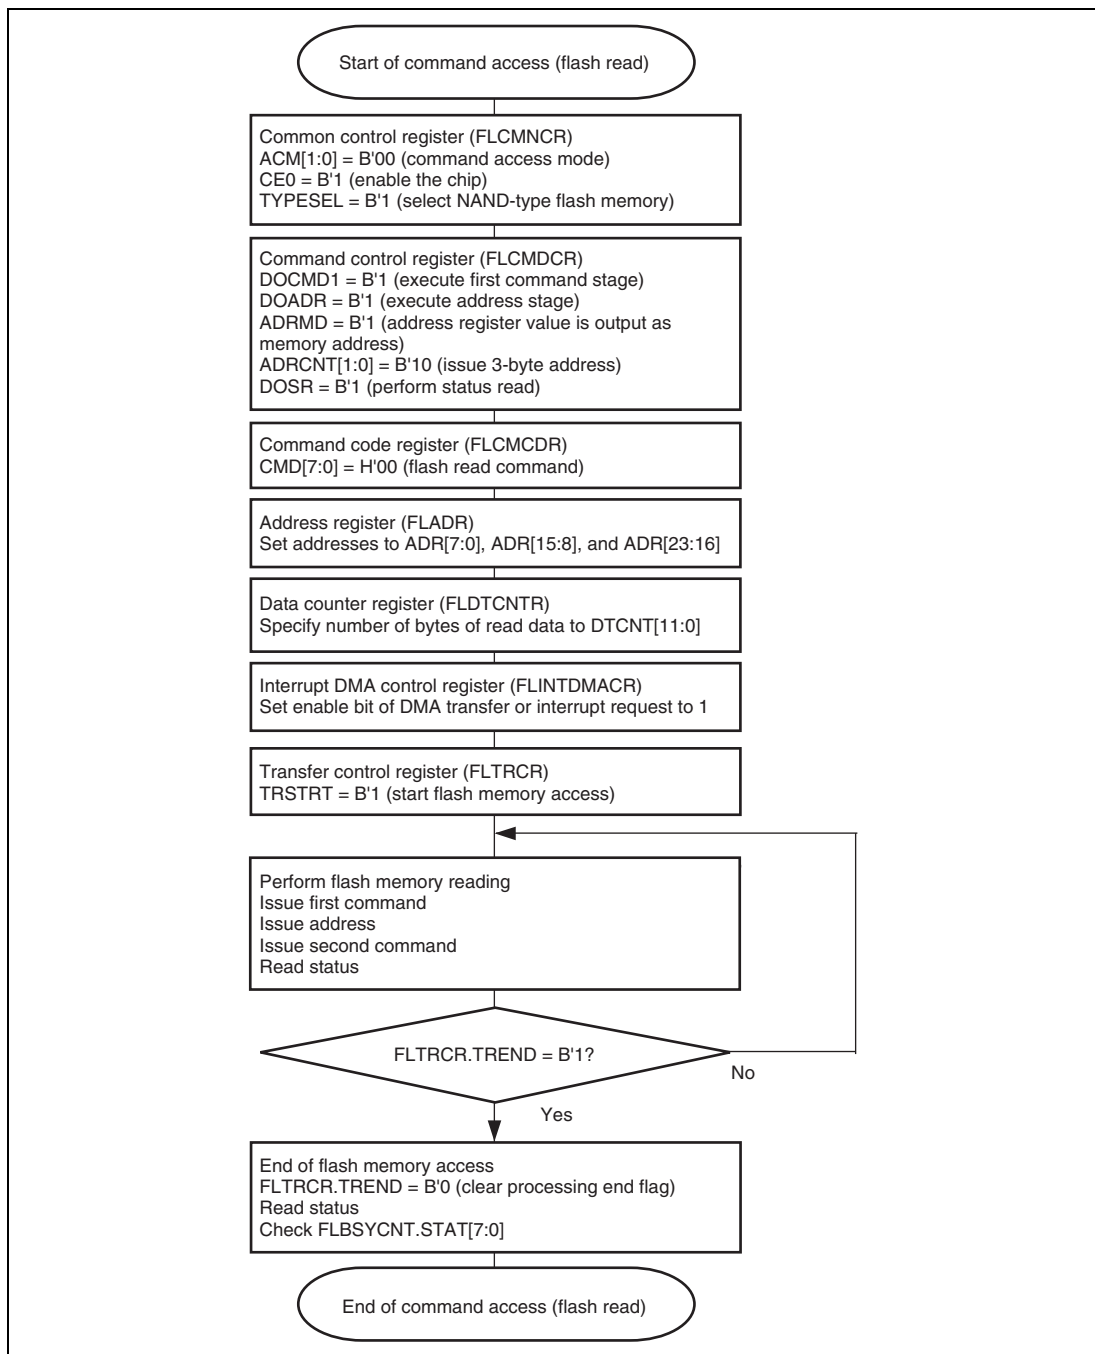 Start of command access (flash read)
Common control register (FLCMNCR)
ACM[1:0] = B'00 (command access mode)
CE0 = B'1 (enable the chip)
TYPESEL = B'1 (select NAND-type flash memory)
Command control register (FLCMDCR)
DOCMD1 = B'1 (execute first command stage)
DOADR = B'1 (execute address stage)
ADRMD = B'1 (address register value is output as
memory address)
ADRCNT[1:0] = B'10 (issue 3-byte address)
DOSR = B'1 (perform status read)
Command code register (FLCMCDR)
CMD[7:0] = H'00 (flash read command)
Address register (FLADR)
Set addresses to ADR[7:0], ADR[15:8], and ADR[23:16]
Data counter register (FLDTCNTR)
Specify number of bytes of read data to DTCNT[11:0]
Interrupt DMA control register (FLINTDMACR)
Set enable bit of DMA transfer or interrupt request to 1
Transfer control register (FLTRCR)
TRSTRT = B'1 (start flash memory access)
Perform flash memory reading
Issue first command
Issue address
Issue second command
Read status
FLTRCR.TREND = B'1?
No
Yes
End of flash memory access
FLTRCR.TREND = B'0 (clear processing end flag)
Read status
Check FLBSYCNT.STAT[7:0]
End of command access (flash read)